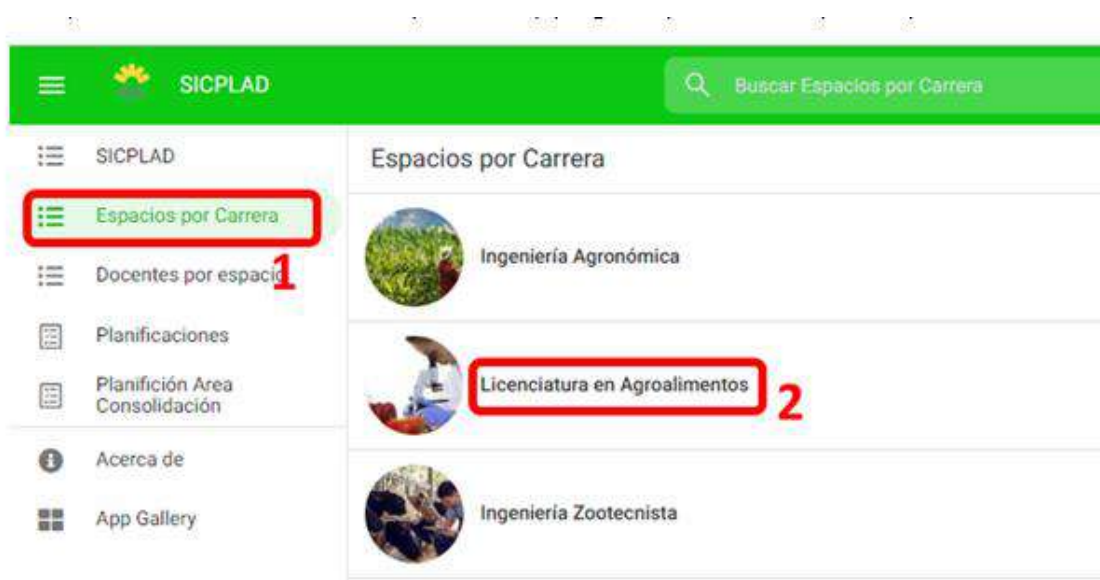 SICPLAD
Buscar Espacios por Carrera
SICPLAD
Espacios por Carrera
1
Docentes por espacio
Planificaciones
Planifición Area
Consolidación
Acerca de
App Gallery
Espacios por Carrera
Ingeniería Agronómica
Licenciatura en Agroalimentos
2
Ingeniería Zootecnista